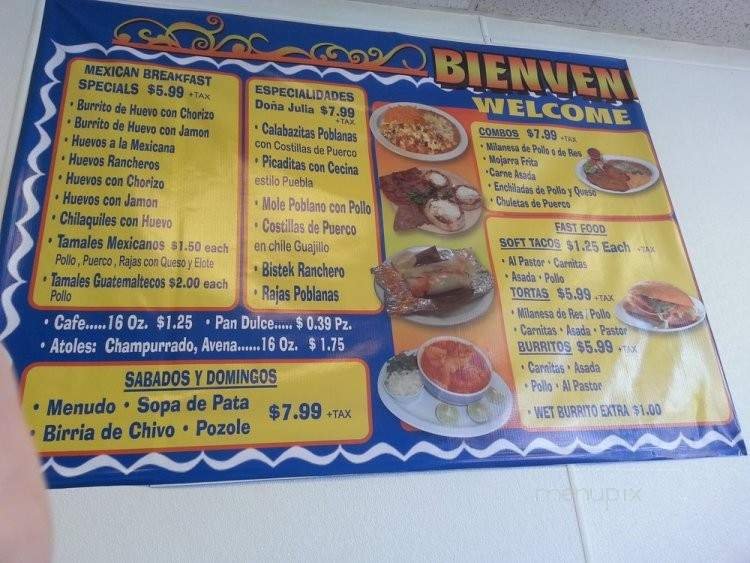 BIENVENI
WELCOME
MEXICAN BREAKFAST
SPECIALS $5.99 +TAX
• Burrito de Huevo con Chorizo
• Burrito de Huevo con Jamon
• Huevos a la Mexicana
• Huevos Rancheros
• Huevos con Chorizo
• Huevos con Jamon
• Chilaquiles con Huevo
• Tamales Mexicanos $1.50 each
Pollo, Puerco, Rajas con Queso y Elote
• Tamales Guatemaltecos $2.00 each
Pollo
ESPECIALIDADES
Doña Julia $7.99
+TAX
• Calabazitas Poblanas
con Costillas de Puerco
• Picaditas con Cecina
estilo Puebla
• Mole Poblano con Pollo
• Costillas de Puerco
en chile Guajillo
• Bistek Ranchero
• Rajas Poblanas
• Cafe.....16 Oz. $1.25 • Pan Dulce..... $ 0.39 Pz.
• Atoles: Champurrado, Avena......16 Oz. $ 1.75
SABADOS Y DOMINGOS
• Menudo • Sopa de Pata
• Birria de Chivo • Pozole
$7.99 +TAX
COMBOS $7.99 +TAX
• Milanesa de Pollo o de Res
• Mojarra Frita
• Carne Asada
• Enchiladas de Pollo y Queso
• Chuletas de Puerco
FAST FOOD
SOFT TACOS $1.25 Each +TAX
• Al Pastor • Carnitas
• Asada • Pollo
TORTAS $5.99 +TAX
• Milanesa de Res / Pollo
• Carnitas • Asada • Pastor
BURRITOS $5.99 +TAX
• Carnitas • Asada
• Pollo • Al Pastor
• WET BURRITO EXTRA $1.00
menupix